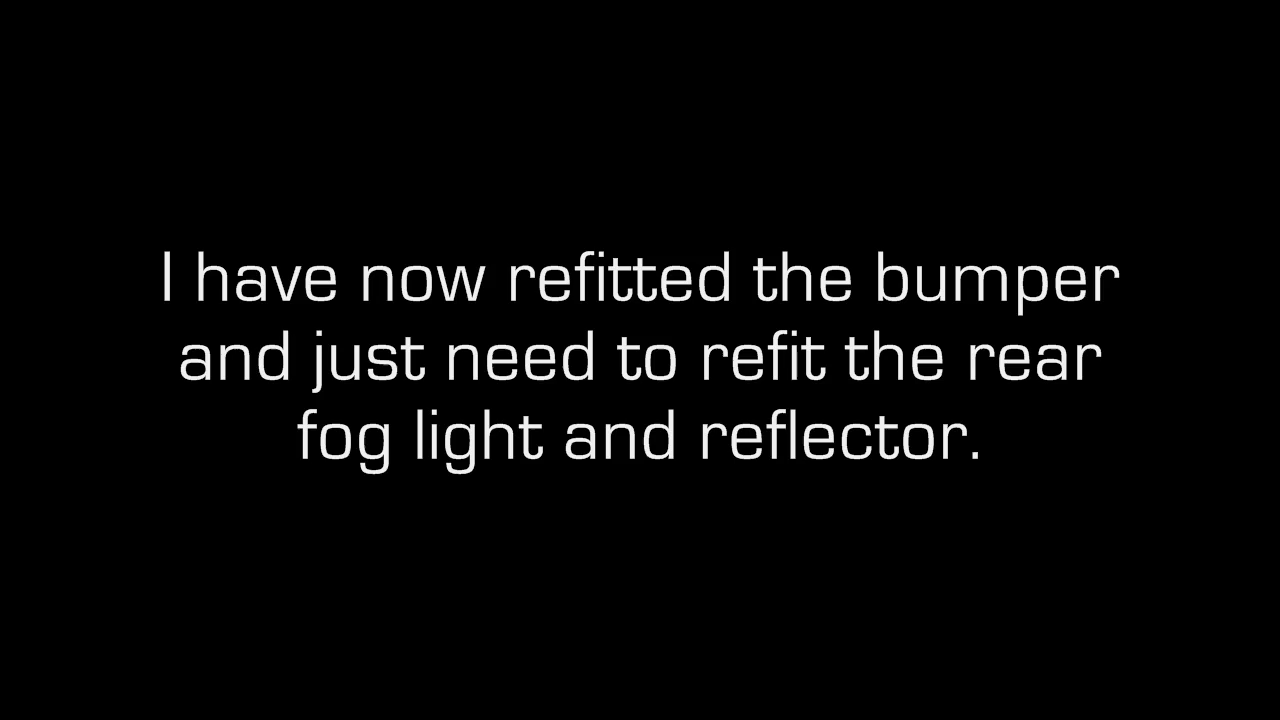 I have now refitted the bumper
and just need to refit the rear
fog light and reflector.